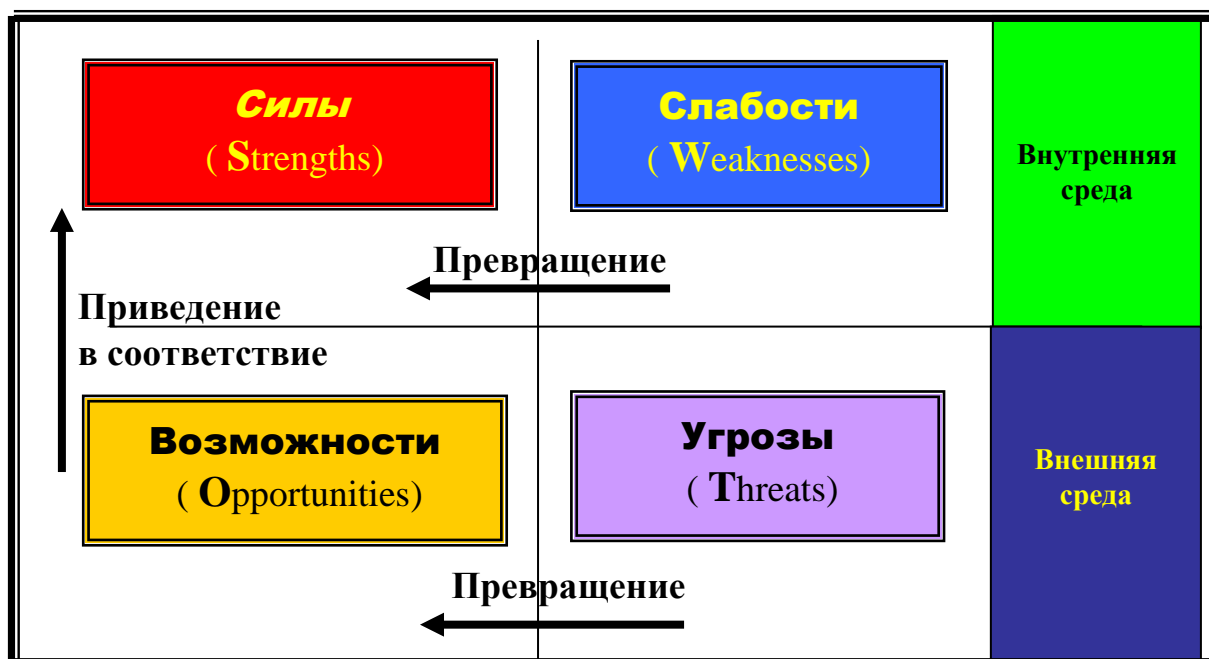 Силы
( Strengths)
Слабости
( Weaknesses)
Внутренняя
среда
Превращение
Приведение
в соответствие
Возможности
( Opportunities)
Угрозы
( Threats)
Внешняя
среда
Превращение